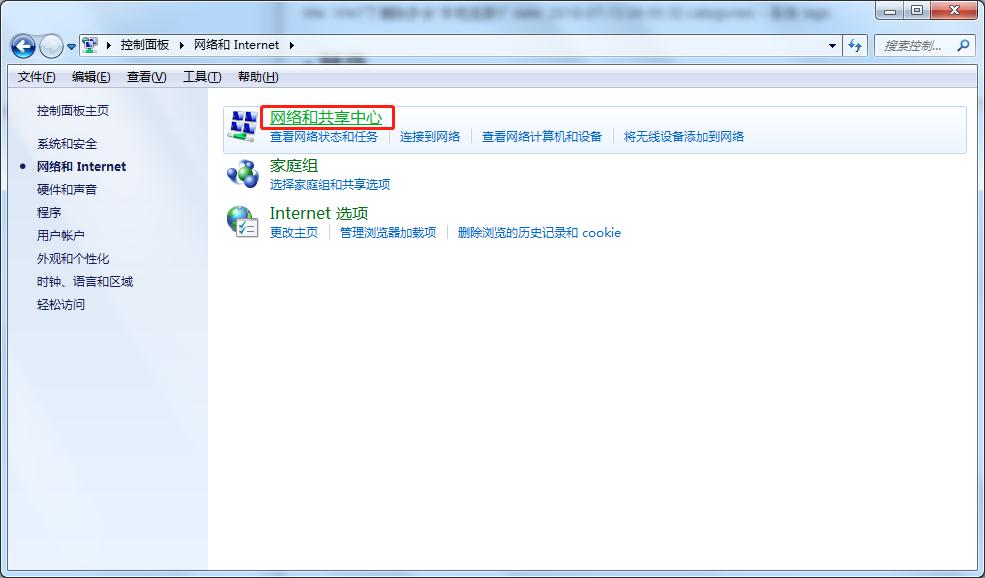 控制面板 ▸ 网络和 Internet ▸
搜索控制...
文件(F) 编辑(E) 查看(V) 工具(T) 帮助(H)
控制面板主页
系统和安全
网络和 Internet
硬件和声音
程序
用户帐户
外观和个性化
时钟、语言和区域
轻松访问
网络和共享中心
查看网络状态和任务 连接到网络 查看网络计算机和设备 将无线设备添加到网络
家庭组
选择家庭组和共享选项
Internet 选项
更改主页 管理浏览器加载项 删除浏览的历史记录和 cookie